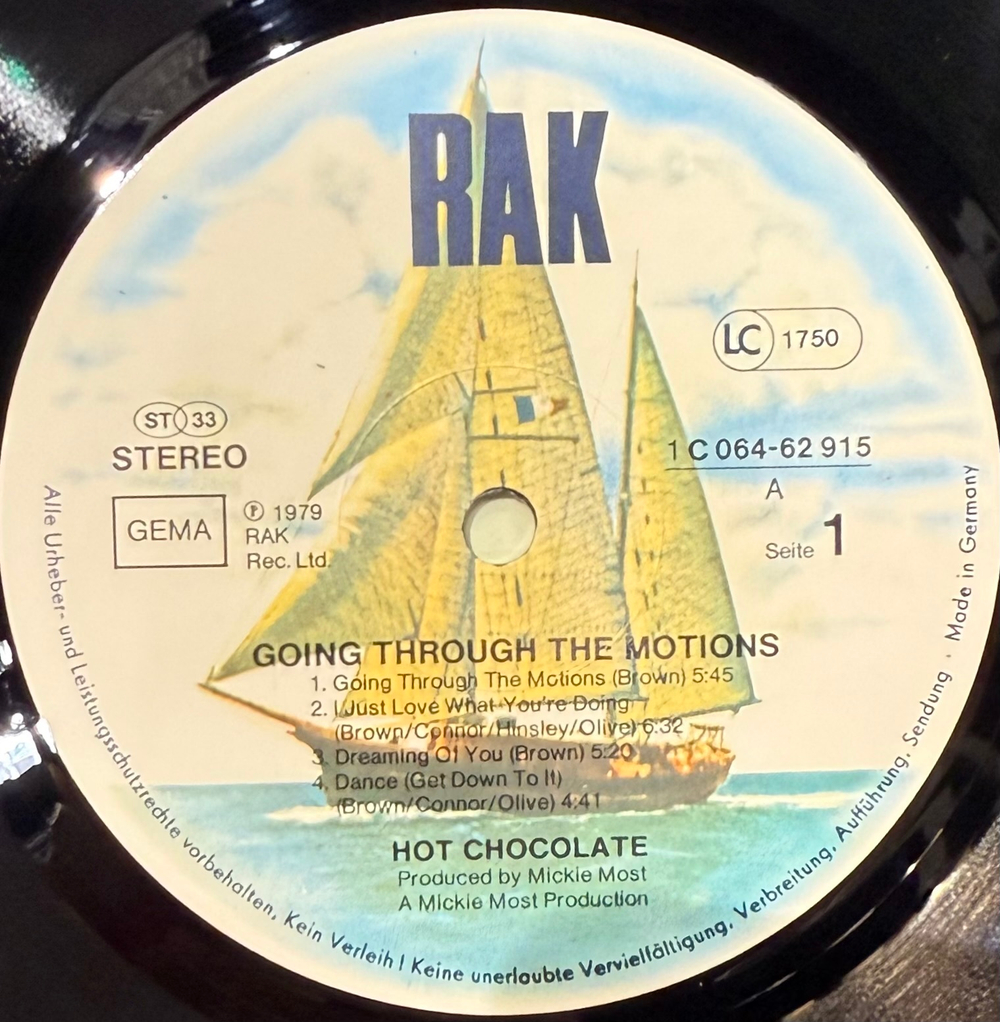 RAK
LC 1750
ST 33
STEREO
GEMA
℗ 1979
RAK
Rec. Ltd.
1 C 064-62 915
A
Seite 1
GOING THROUGH THE MOTIONS
1. Going Through The Motions (Brown) 5:45
2. I Just Love What You're Doing
(Brown/Connor/Hinsley/Olive) 6:32
3. Dreaming Of You (Brown) 5:20
4. Dance (Get Down To It)
(Brown/Connor/Olive) 4:41
HOT CHOCOLATE
Produced by Mickie Most
A Mickie Most Production
Alle Urheber- und Leistungsschutzrechte vorbehalten, Kein Verleih! Keine unerlaubte Vervielfältigung, Verbreitung, Aufführung, Sendung · Made in Germany